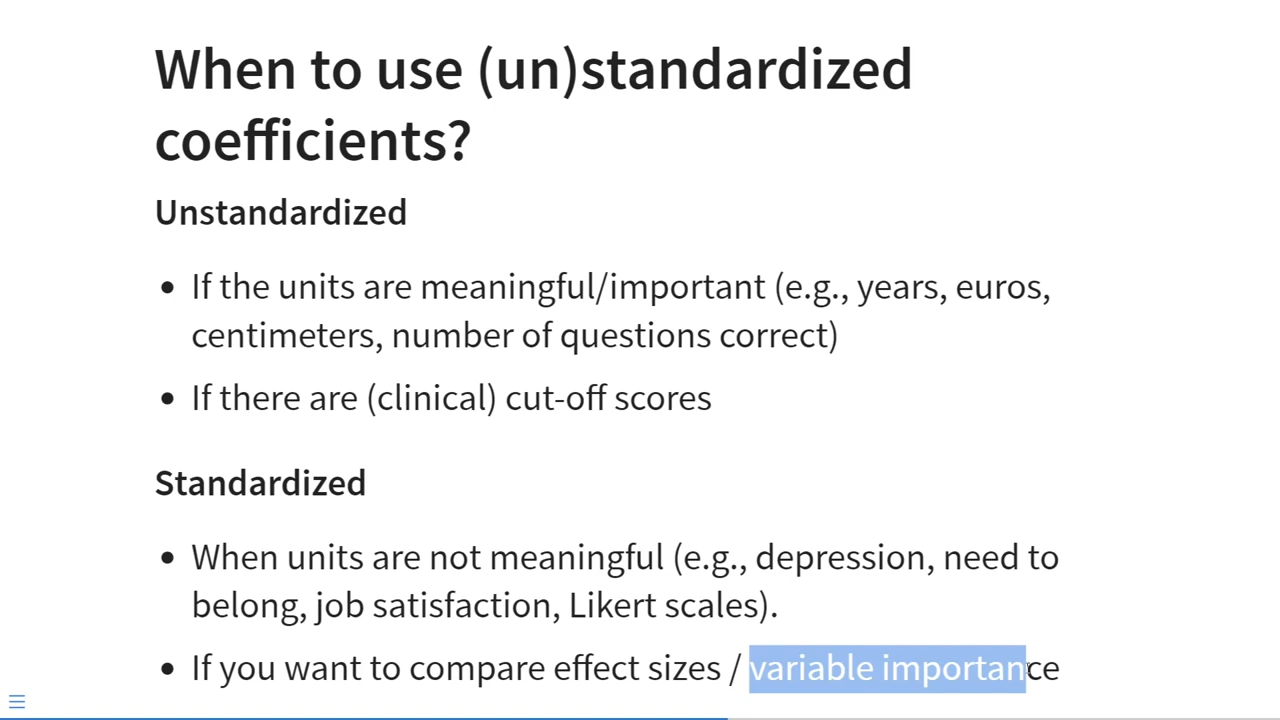 When to use (un)standardized
coefficients?
Unstandardized
• If the units are meaningful/important (e.g., years, euros,
centimeters, number of questions correct)
• If there are (clinical) cut-off scores
Standardized
• When units are not meaningful (e.g., depression, need to
belong, job satisfaction, Likert scales).
• If you want to compare effect sizes / variable importance